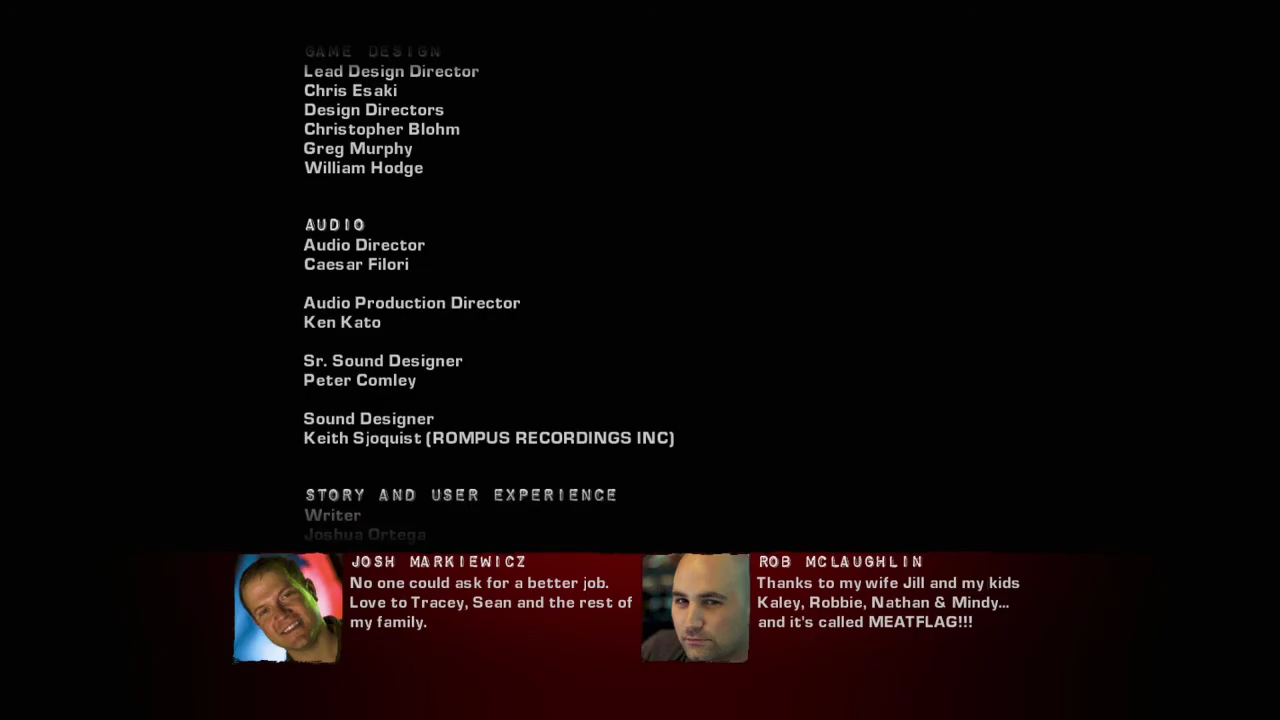 GAME DESIGN
Lead Design Director
Chris Esaki
Design Directors
Christopher Blohm
Greg Murphy
William Hodge
AUDIO
Audio Director
Caesar Filori
Audio Production Director
Ken Kato
Sr. Sound Designer
Peter Comley
Sound Designer
Keith Sjoquist (ROMPUS RECORDINGS INC)
STORY AND USER EXPERIENCE
Writer
Joshua Ortega
JOSH MARKIEWICZ
No one could ask for a better job.
Love to Tracey, Sean and the rest of
my family.
ROB MCLAUGHLIN
Thanks to my wife Jill and my kids
Kaley, Robbie, Nathan & Mindy...
and it's called MEATFLAG!!!